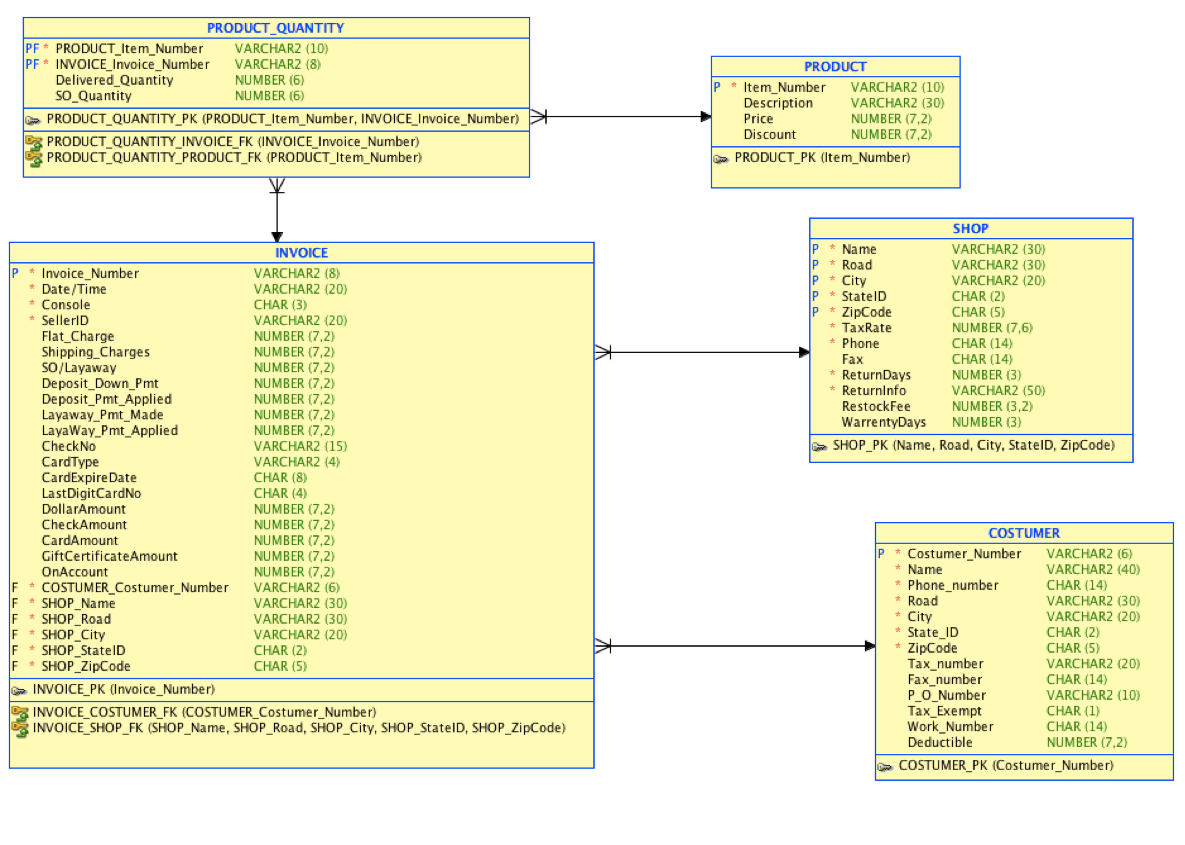 PRODUCT_QUANTITY
PF * PRODUCT_Item_Number VARCHAR2 (10)
PF * INVOICE_Invoice_Number VARCHAR2 (8)
Delivered_Quantity NUMBER (6)
SO_Quantity NUMBER (6)
PRODUCT_QUANTITY_PK (PRODUCT_Item_Number, INVOICE_Invoice_Number)
PRODUCT_QUANTITY_INVOICE_FK (INVOICE_Invoice_Number)
PRODUCT_QUANTITY_PRODUCT_FK (PRODUCT_Item_Number)
PRODUCT
P * Item_Number VARCHAR2 (10)
Description VARCHAR2 (30)
Price NUMBER (7,2)
Discount NUMBER (7,2)
PRODUCT_PK (Item_Number)
INVOICE
P * Invoice_Number VARCHAR2 (8)
* Date/Time VARCHAR2 (20)
* Console CHAR (3)
* SellerID VARCHAR2 (20)
Flat_Charge NUMBER (7,2)
Shipping_Charges NUMBER (7,2)
SO/Layaway NUMBER (7,2)
Deposit_Down_Pmt NUMBER (7,2)
Deposit_Pmt_Applied NUMBER (7,2)
Layaway_Pmt_Made NUMBER (7,2)
LayaWay_Pmt_Applied NUMBER (7,2)
CheckNo VARCHAR2 (15)
CardType VARCHAR2 (4)
CardExpireDate CHAR (8)
LastDigitCardNo CHAR (4)
DollarAmount NUMBER (7,2)
CheckAmount NUMBER (7,2)
CardAmount NUMBER (7,2)
GiftCertificateAmount NUMBER (7,2)
OnAccount NUMBER (7,2)
F * COSTUMER_Costumer_Number VARCHAR2 (6)
F * SHOP_Name VARCHAR2 (30)
F * SHOP_Road VARCHAR2 (30)
F * SHOP_City VARCHAR2 (20)
F * SHOP_StateID CHAR (2)
F * SHOP_ZipCode CHAR (5)
INVOICE_PK (Invoice_Number)
INVOICE_COSTUMER_FK (COSTUMER_Costumer_Number)
INVOICE_SHOP_FK (SHOP_Name, SHOP_Road, SHOP_City, SHOP_StateID, SHOP_ZipCode)
SHOP
P * Name VARCHAR2 (30)
P * Road VARCHAR2 (30)
P * City VARCHAR2 (20)
P * StateID CHAR (2)
P * ZipCode CHAR (5)
* TaxRate NUMBER (7,6)
* Phone CHAR (14)
Fax CHAR (14)
* ReturnDays NUMBER (3)
* ReturnInfo VARCHAR2 (50)
RestockFee NUMBER (3,2)
WarrentyDays NUMBER (3)
SHOP_PK (Name, Road, City, StateID, ZipCode)
COSTUMER
P * Costumer_Number VARCHAR2 (6)
* Name VARCHAR2 (40)
* Phone_number CHAR (14)
* Road VARCHAR2 (30)
* City VARCHAR2 (20)
* State_ID CHAR (2)
* ZipCode CHAR (5)
Tax_number VARCHAR2 (20)
Fax_number CHAR (14)
P_O_Number VARCHAR2 (10)
Tax_Exempt CHAR (1)
Work_Number CHAR (14)
Deductible NUMBER (7,2)
COSTUMER_PK (Costumer_Number)